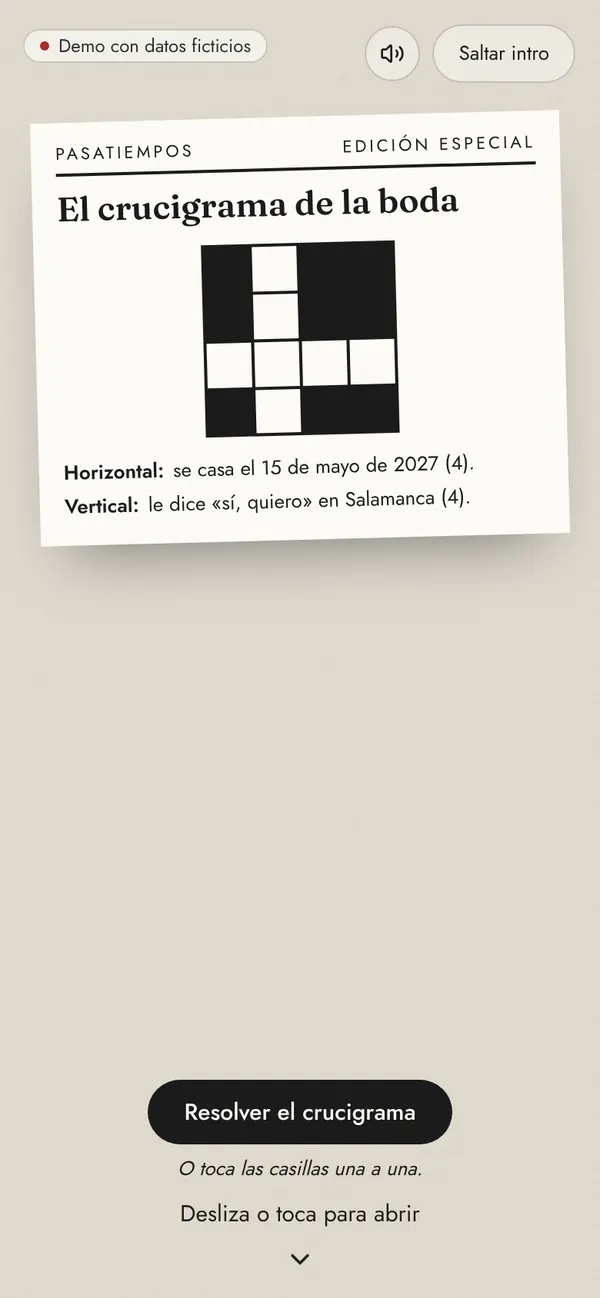 Demo con datos ficticios
Saltar intro
PASATIEMPOS
EDICIÓN ESPECIAL
El crucigrama de la boda
Horizontal: se casa el 15 de mayo de 2027 (4).
Vertical: le dice «sí, quiero» en Salamanca (4).
Resolver el crucigrama
O toca las casillas una a una.
Desliza o toca para abrir